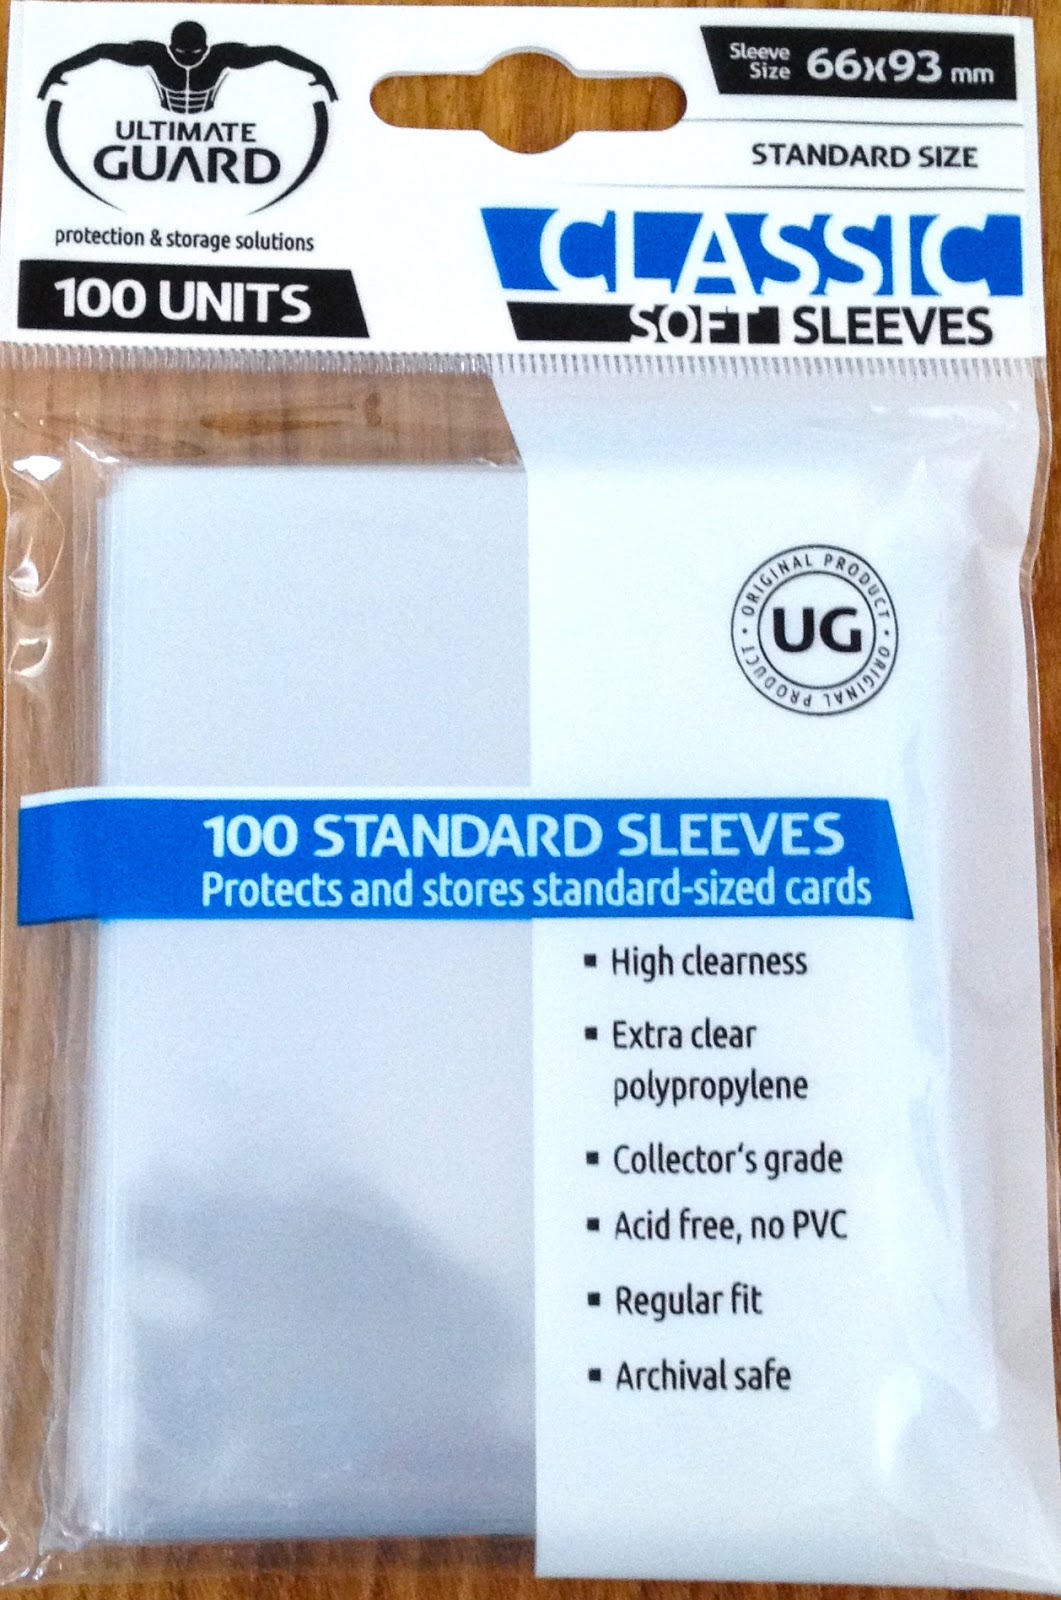 ULTIMATE
GUARD
protection & storage solutions
100 UNITS
Sleeve
Size 66x93 mm
STANDARD SIZE
CLASSIC
SOFT SLEEVES
ORIGINAL PRODUCT • ORIGINAL PRODUCT •
UG
100 STANDARD SLEEVES
Protects and stores standard-sized cards
▪ High clearness
▪ Extra clear
polypropylene
▪ Collector‘s grade
▪ Acid free, no PVC
▪ Regular fit
▪ Archival safe